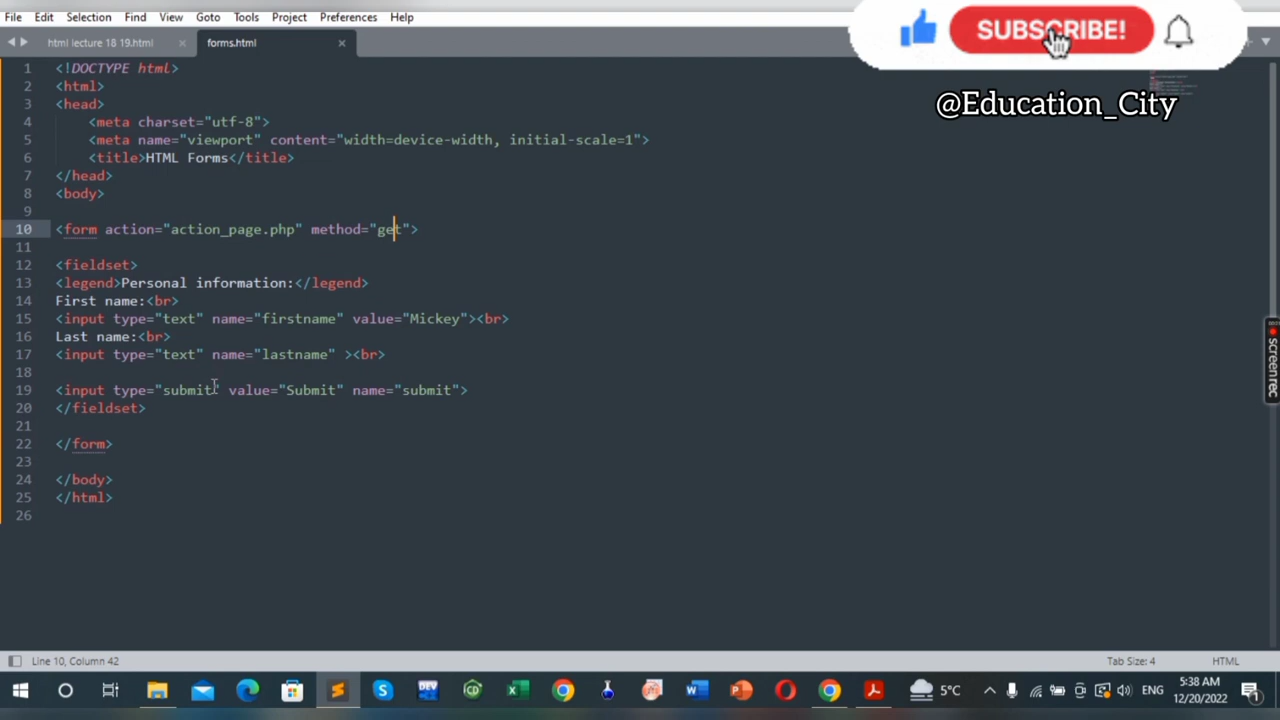 File Edit Selection Find View Goto Tools Project Preferences Help
SUBSCRIBE!
html lecture 18 19.html × forms.html ×
@Education_City
1 <!DOCTYPE html>
2 <html>
3 <head>
4 <meta charset="utf-8">
5 <meta name="viewport" content="width=device-width, initial-scale=1">
6 <title>HTML Forms</title>
7 </head>
8 <body>
9
10 <form action="action_page.php" method="get">
11
12 <fieldset>
13 <legend>Personal information:</legend>
14 First name:<br>
15 <input type="text" name="firstname" value="Mickey"><br>
16 Last name:<br>
17 <input type="text" name="lastname" ><br>
18
19 <input type="submit" value="Submit" name="submit">
20 </fieldset>
21
22 </form>
23
24 </body>
25 </html>
26
screenrec
Line 10, Column 42 Tab Size: 4 HTML
5°C ENG 5:38 AM
12/20/2022